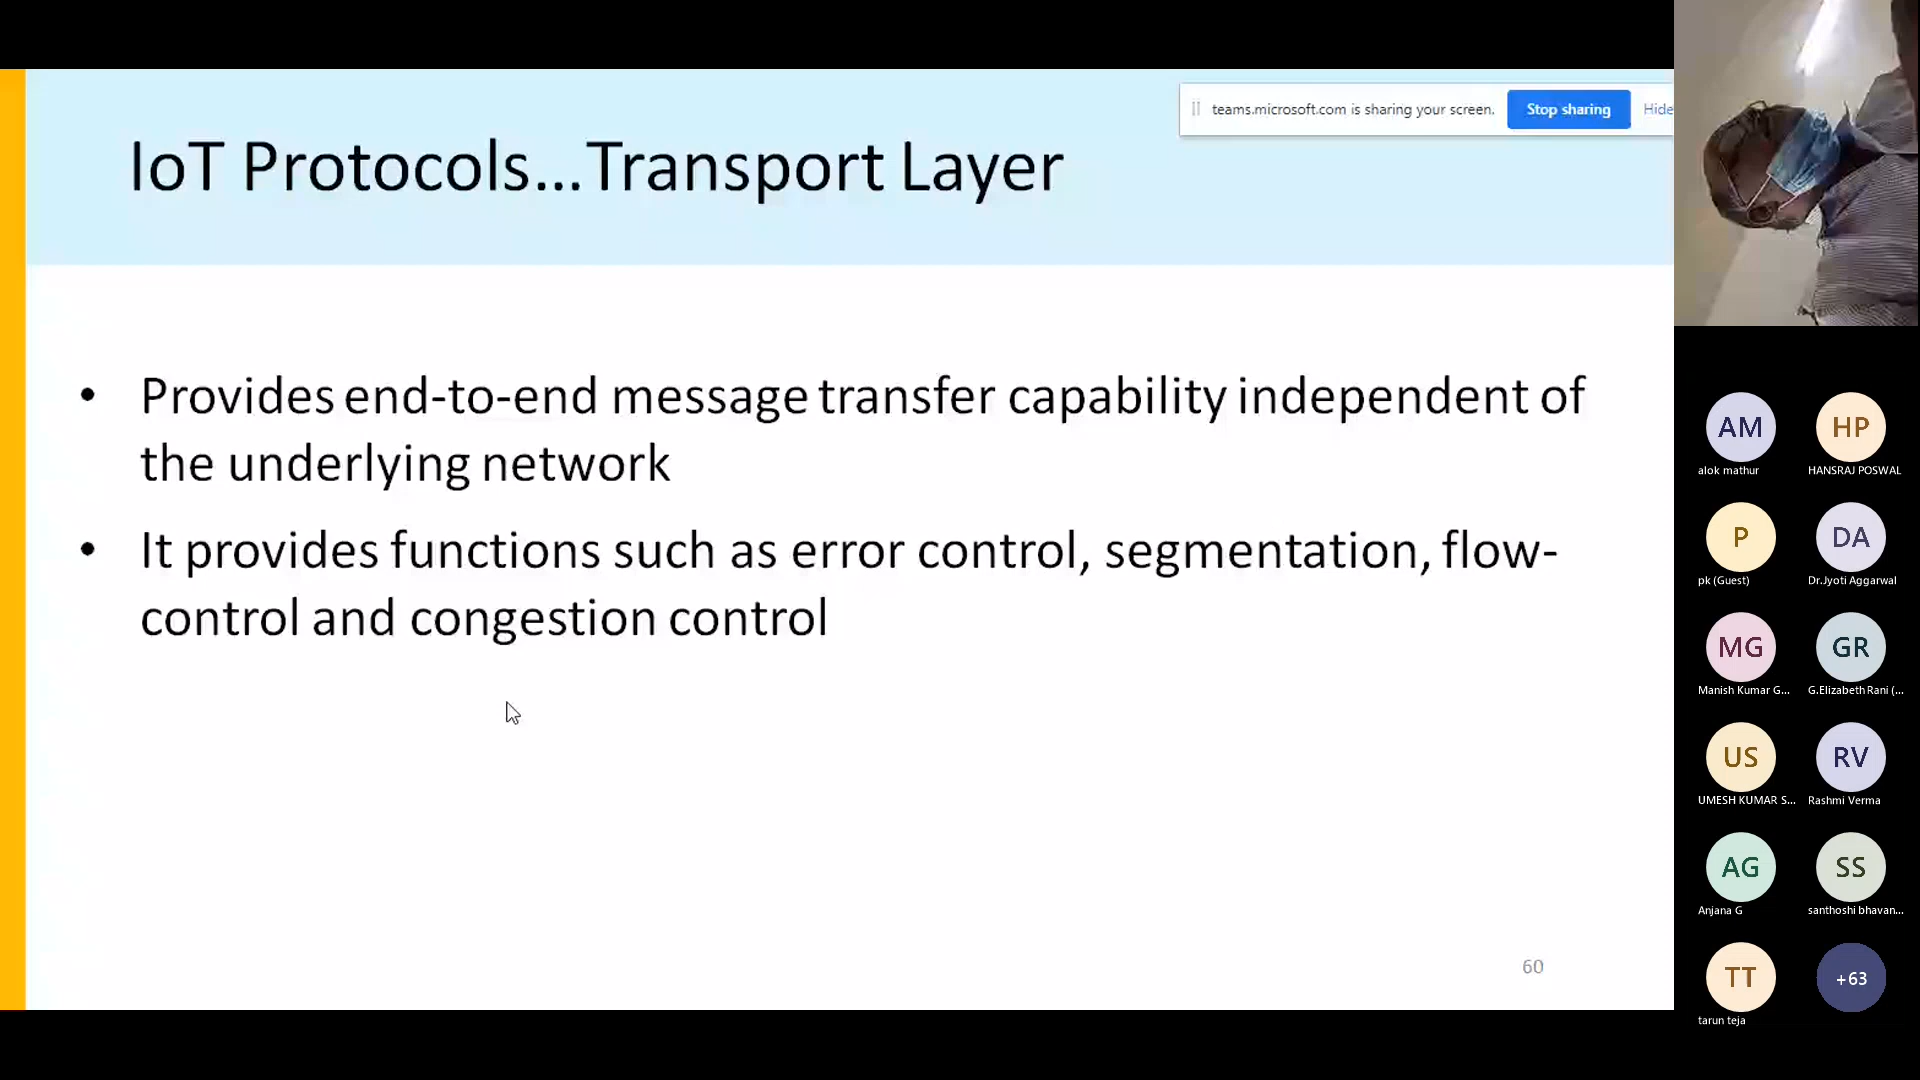 IoT Protocols...Transport Layer
teams.microsoft.com is sharing your screen.
Stop sharing
Hide
• Provides end-to-end message transfer capability independent of
the underlying network
• It provides functions such as error control, segmentation, flow-
control and congestion control
60
AM
alok mathur
HP
HANSRAJ POSWAL
P
pk (Guest)
DA
Dr.Jyoti Aggarwal
MG
Manish Kumar G...
GR
G.Elizabeth Rani (...
US
UMESH KUMAR S...
RV
Rashmi Verma
AG
Anjana G
SS
santhoshi bhavan...
TT
tarun teja
+63